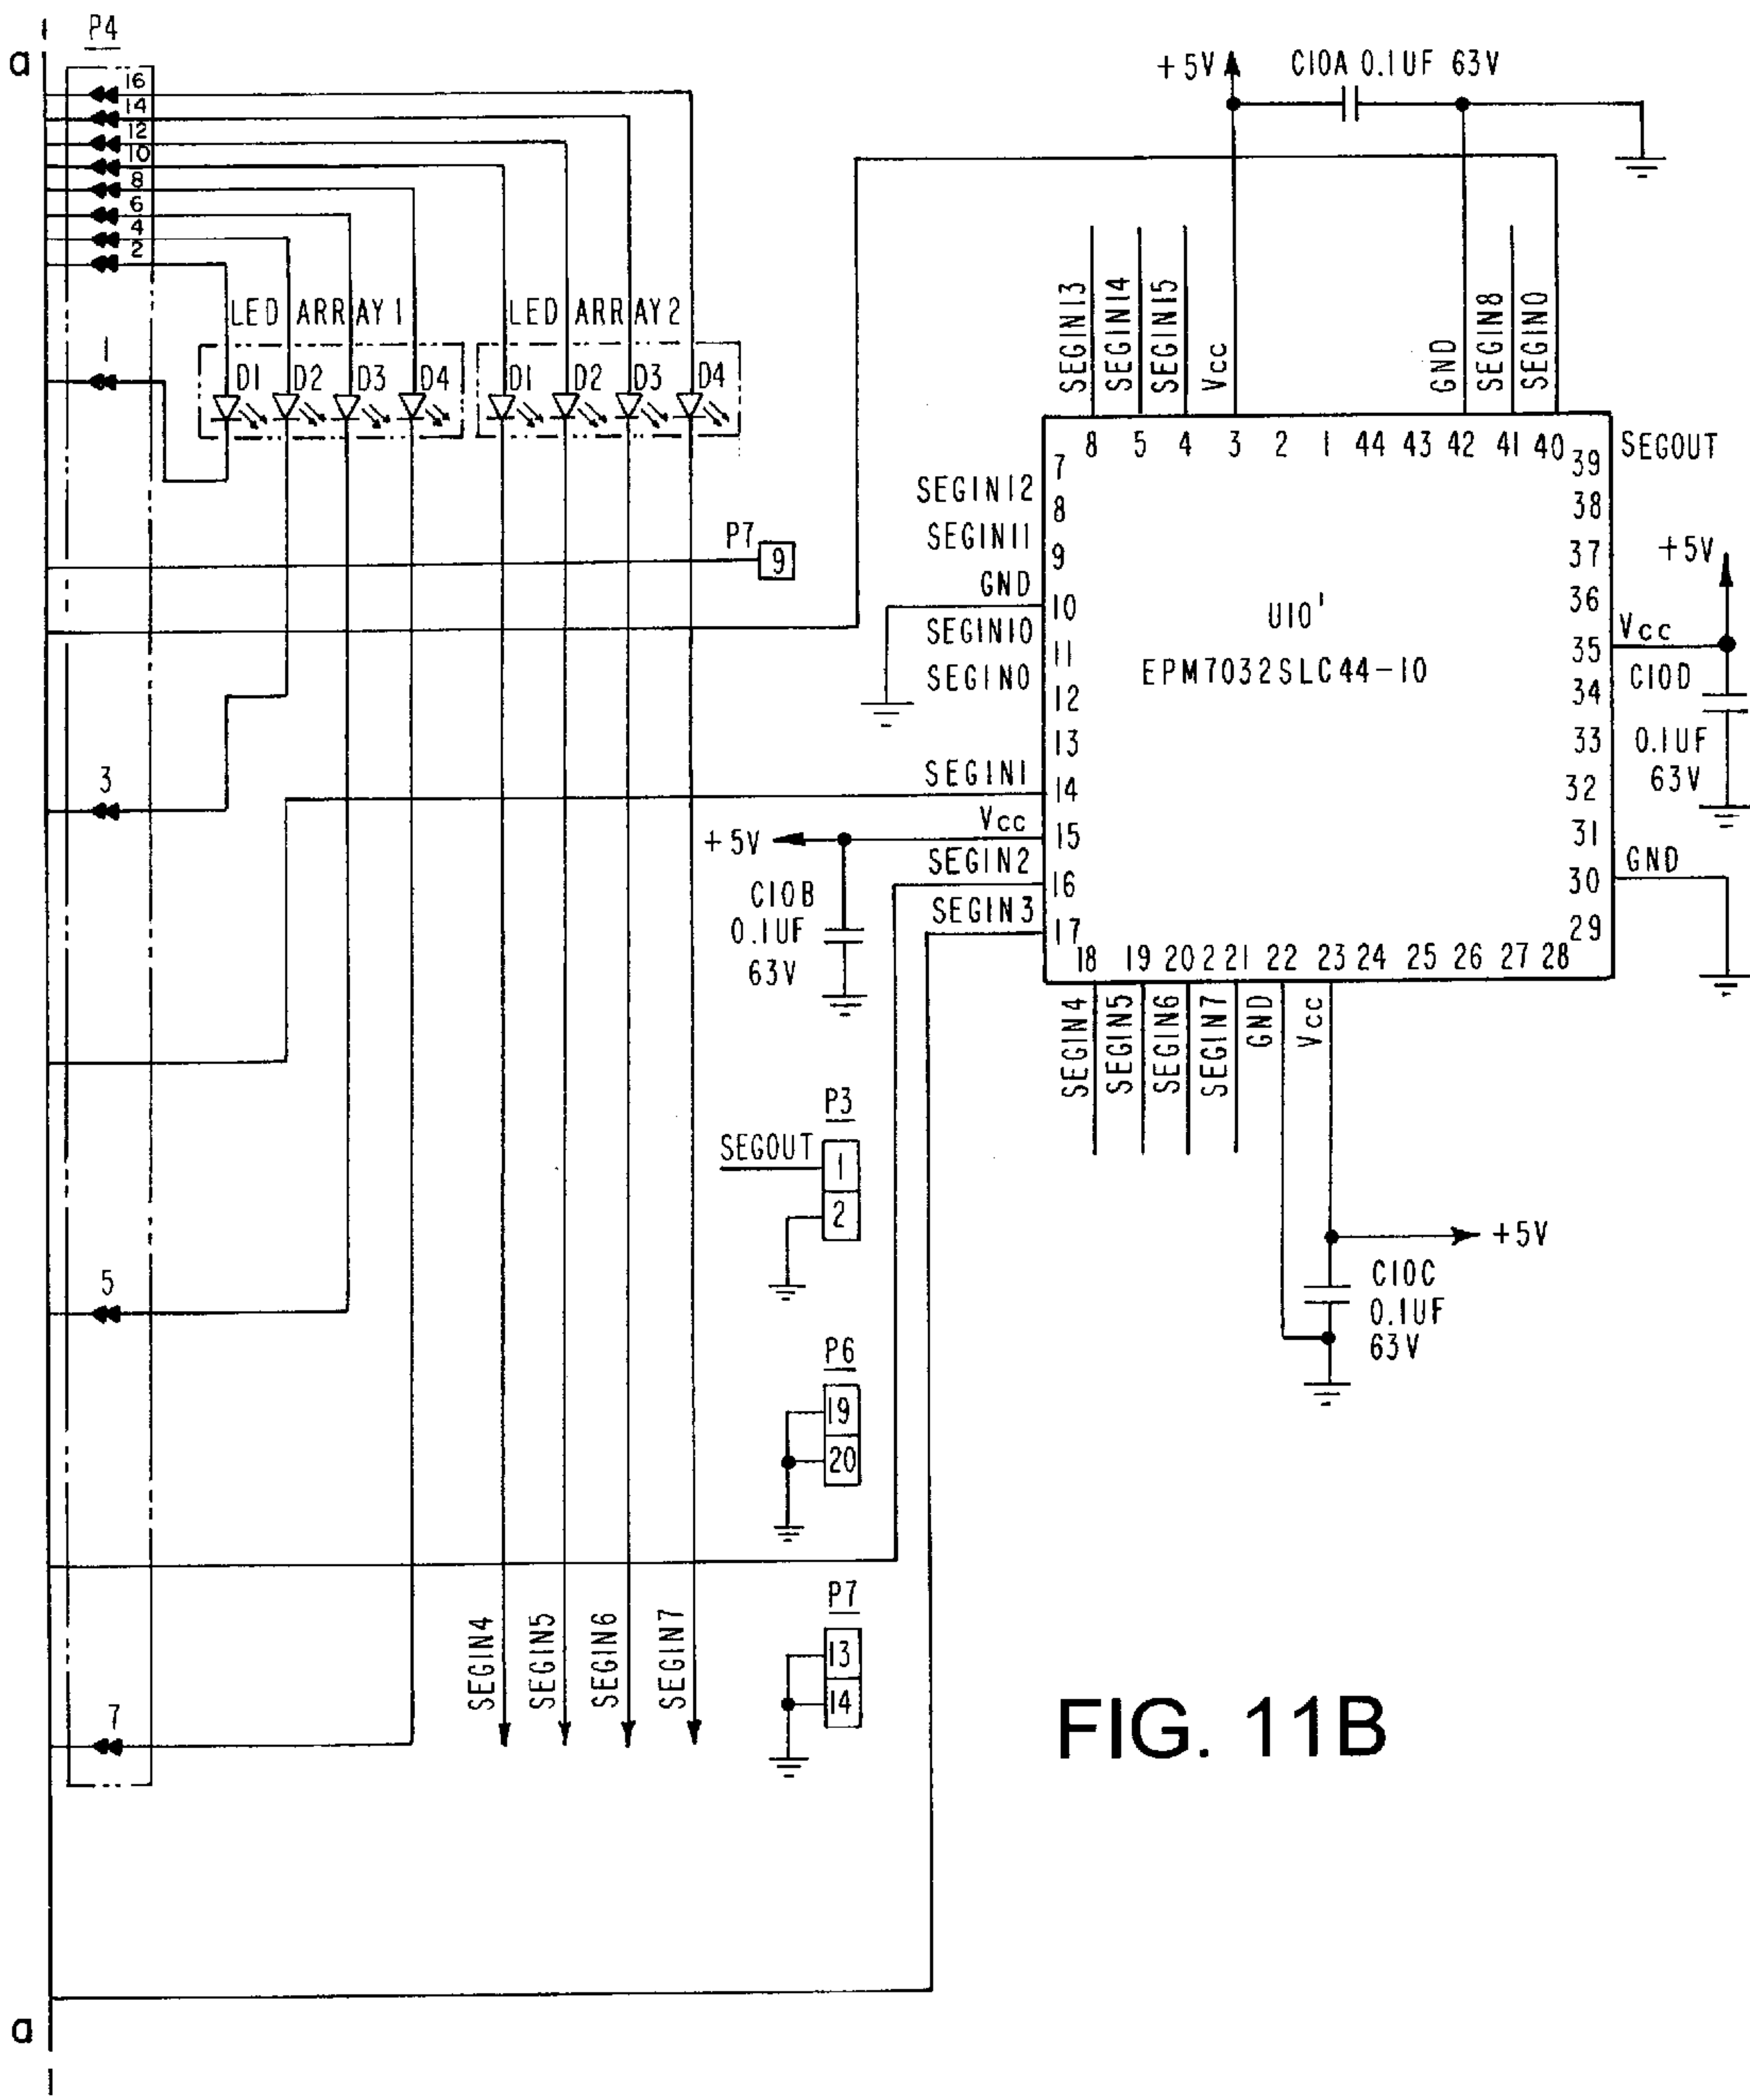 a
P4
16
14
12
10
8
6
4
2
1
LED ARRAY1
LED ARRAY2
D1 D2 D3 D4
D1 D2 D3 D4
P7
9
3
5
7
SEGIN4
SEGIN5
SEGIN6
SEGIN7
+5V
C10A 0.1UF 63V
SEGIN13
SEGIN14
SEGIN15
Vcc
GND
SEGIN8
SEGIN0
8 5 4 3 2 1 44 43 42 41 40
7
8
9
10
11
12
13
14
15
16
17
SEGIN12
SEGIN11
GND
SEGIN10
SEGIN0
SEGIN1
Vcc
SEGIN2
SEGIN3
+5V
C10B
0.1UF
63V
U10'
EPM7032SLC44-10
39
38
37
36
35
34
33
32
31
30
29
SEGOUT
+5V
Vcc
C10D
0.1UF
63V
GND
18 19 20 2 21 22 23 24 25 26 27 28
SEGIN4
SEGIN5
SEGIN6
SEGIN7
GND
Vcc
+5V
C10C
0.1UF
63V
P3
SEGOUT
1
2
P6
19
20
P7
13
14
FIG. 11B
a